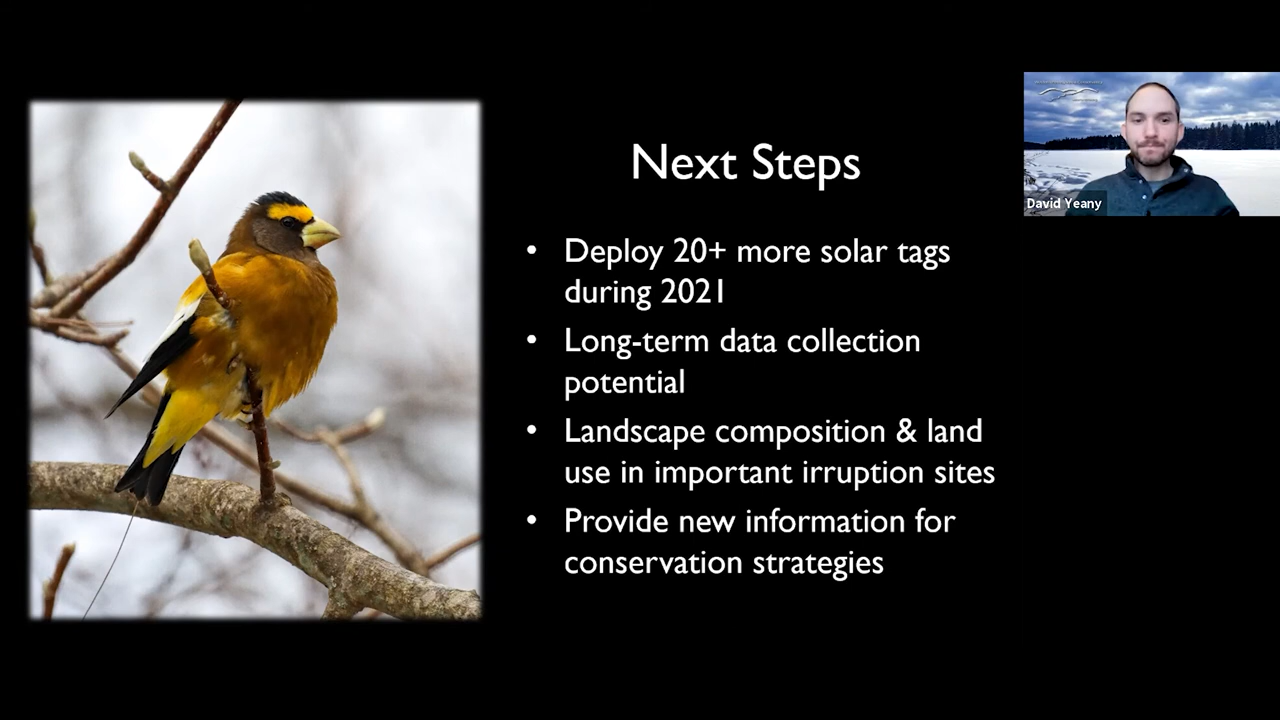 Next Steps
• Deploy 20+ more solar tags
during 2021
• Long-term data collection
potential
• Landscape composition & land
use in important irruption sites
• Provide new information for
conservation strategies
David Yeany